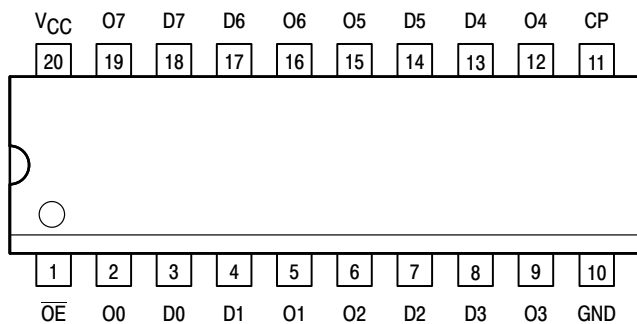 VCC O7 D7 D6 O6 O5 D5 D4 O4 CP
20 19 18 17 16 15 14 13 12 11
1 2 3 4 5 6 7 8 9 10
O̅E̅ O0 D0 D1 O1 O2 D2 D3 O3 GND